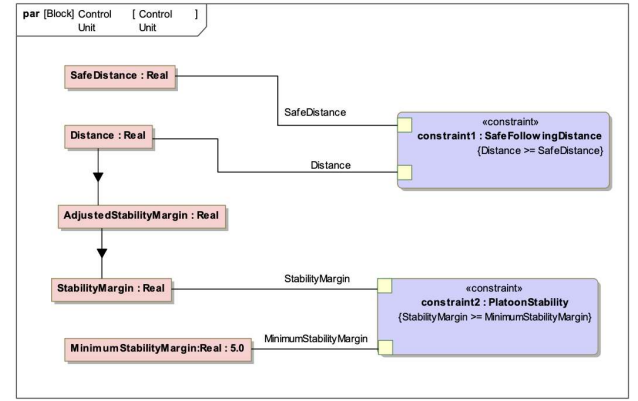 par [Block] Control Unit [ Control Unit ]
SafeDistance : Real
SafeDistance
«constraint»
constraint1 : SafeFollowingDistance
{Distance >= SafeDistance}
Distance : Real
Distance
AdjustedStabilityMargin : Real
StabilityMargin : Real
StabilityMargin
«constraint»
constraint2 : PlatoonStability
{StabilityMargin >= MinimumStabilityMargin}
MinimumStabilityMargin:Real : 5.0
MinimumStabilityMargin